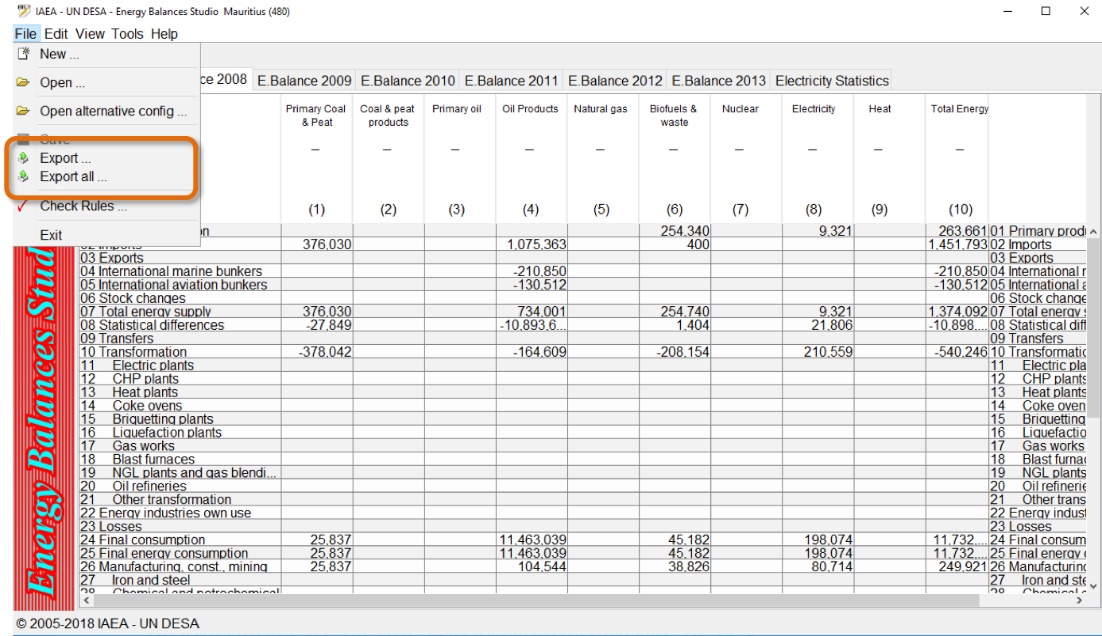 IAEA - UN DESA - Energy Balances Studio Mauritius (480)
File Edit View Tools Help
New ...
Open ...
Open alternative config ...
Save
Export ...
Export all ...
Check Rules ...
Exit
ce 2008 E.Balance 2009 E.Balance 2010 E.Balance 2011 E.Balance 2012 E.Balance 2013 Electricity Statistics
Primary Coal & Peat Coal & peat products Primary oil Oil Products Natural gas Biofuels & waste Nuclear Electricity Heat Total Energy
– – – – – – – – – –
(1) (2) (3) (4) (5) (6) (7) (8) (9) (10)
n 254,340 9,321 263,661 01 Primary produ
02 Imports 376,030 1,075,363 400 1,451,793 02 Imports
03 Exports 03 Exports
04 International marine bunkers -210,850 -210,850 04 International r
05 International aviation bunkers -130,512 -130,512 05 International a
06 Stock changes 06 Stock change
07 Total energy supply 376,030 734,001 254,740 9,321 1,374,092 07 Total energy s
08 Statistical differences -27,849 -10,893,6... 1,404 21,806 -10,898,... 08 Statistical diff
09 Transfers 09 Transfers
10 Transformation -378,042 -164,609 -208,154 210,559 -540,246 10 Transformatio
11 Electric plants 11 Electric pla
12 CHP plants 12 CHP plants
13 Heat plants 13 Heat plants
14 Coke ovens 14 Coke oven
15 Briquetting plants 15 Briquetting
16 Liquefaction plants 16 Liquefactio
17 Gas works 17 Gas works
18 Blast furnaces 18 Blast furnac
19 NGL plants and gas blendi... 19 NGL plants
20 Oil refineries 20 Oil refinerie
21 Other transformation 21 Other trans
22 Energy industries own use 22 Energy indust
23 Losses 23 Losses
24 Final consumption 25,837 11,463,039 45,182 198,074 11,732,... 24 Final consum
25 Final energy consumption 25,837 11,463,039 45,182 198,074 11,732,... 25 Final energy c
26 Manufacturing, const., mining 25,837 104,544 38,826 80,714 249,921 26 Manufacturing
27 Iron and steel 27 Iron and ste
28 Chemical and petrochemical 28 Chemical
Energy Balances Stud
© 2005-2018 IAEA - UN DESA